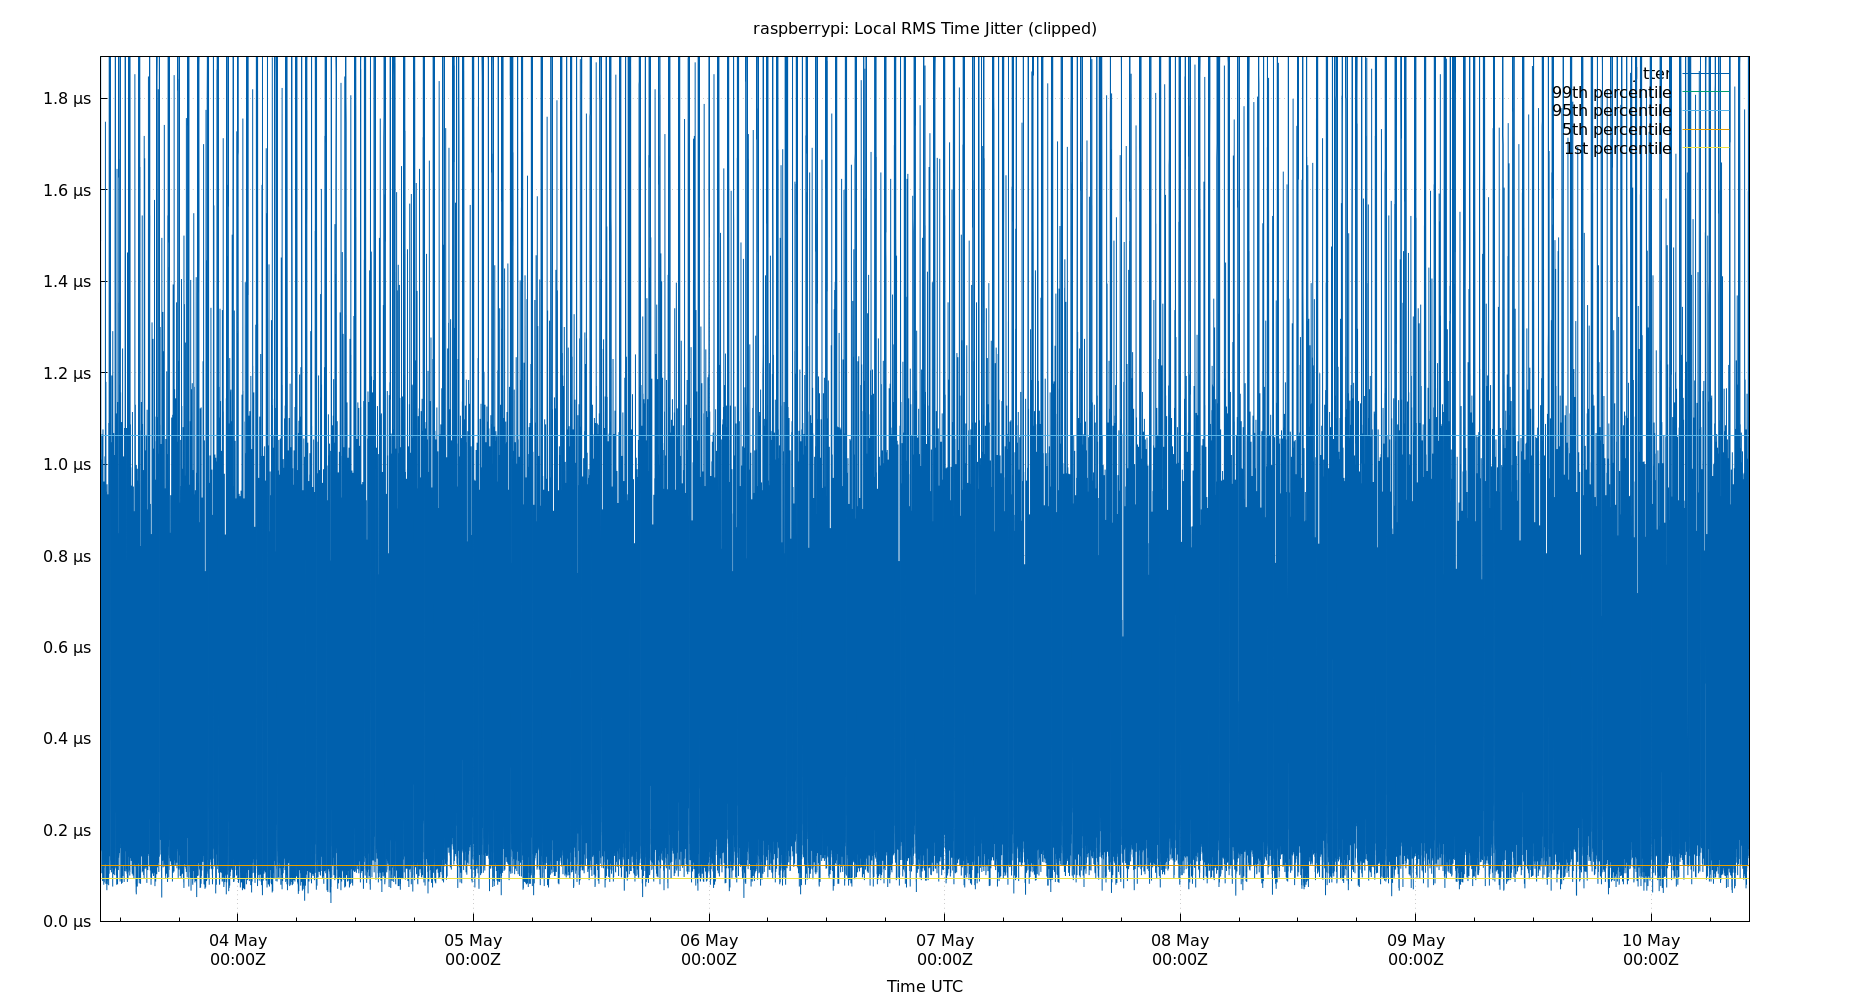 raspberrypi: Local RMS Time Jitter (clipped)
1.8 µs
1.6 µs
1.4 µs
1.2 µs
1.0 µs
0.8 µs
0.6 µs
0.4 µs
0.2 µs
0.0 µs
99th percentile
95th percentile
5th percentile
1st percentile
04 May
00:00Z
05 May
00:00Z
06 May
00:00Z
07 May
00:00Z
08 May
00:00Z
09 May
00:00Z
10 May
00:00Z
Time UTC